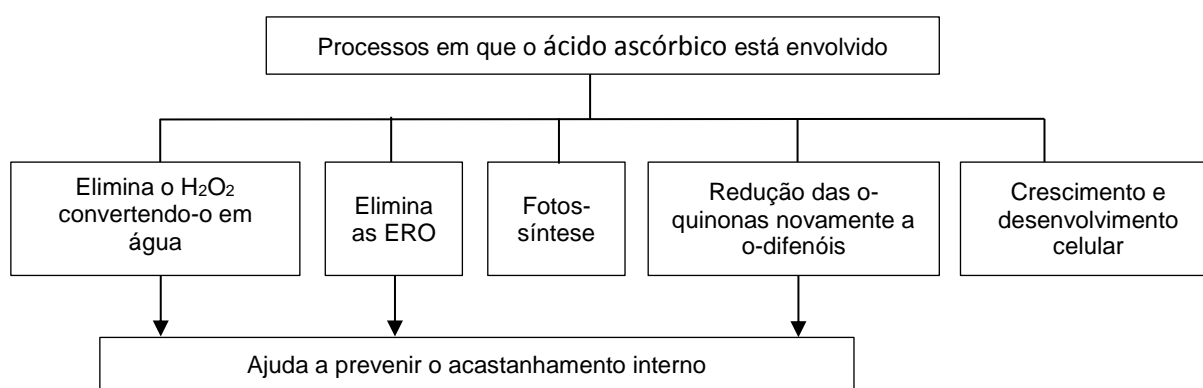 Processos em que o ácido ascórbico está envolvido
Elimina o H₂O₂
convertendo-o em
água
Elimina
as ERO
Fotos-
síntese
Redução das o-
quinonas novamente a
o-difenóis
Crescimento e
desenvolvimento
celular
Ajuda a prevenir o acastanhamento interno